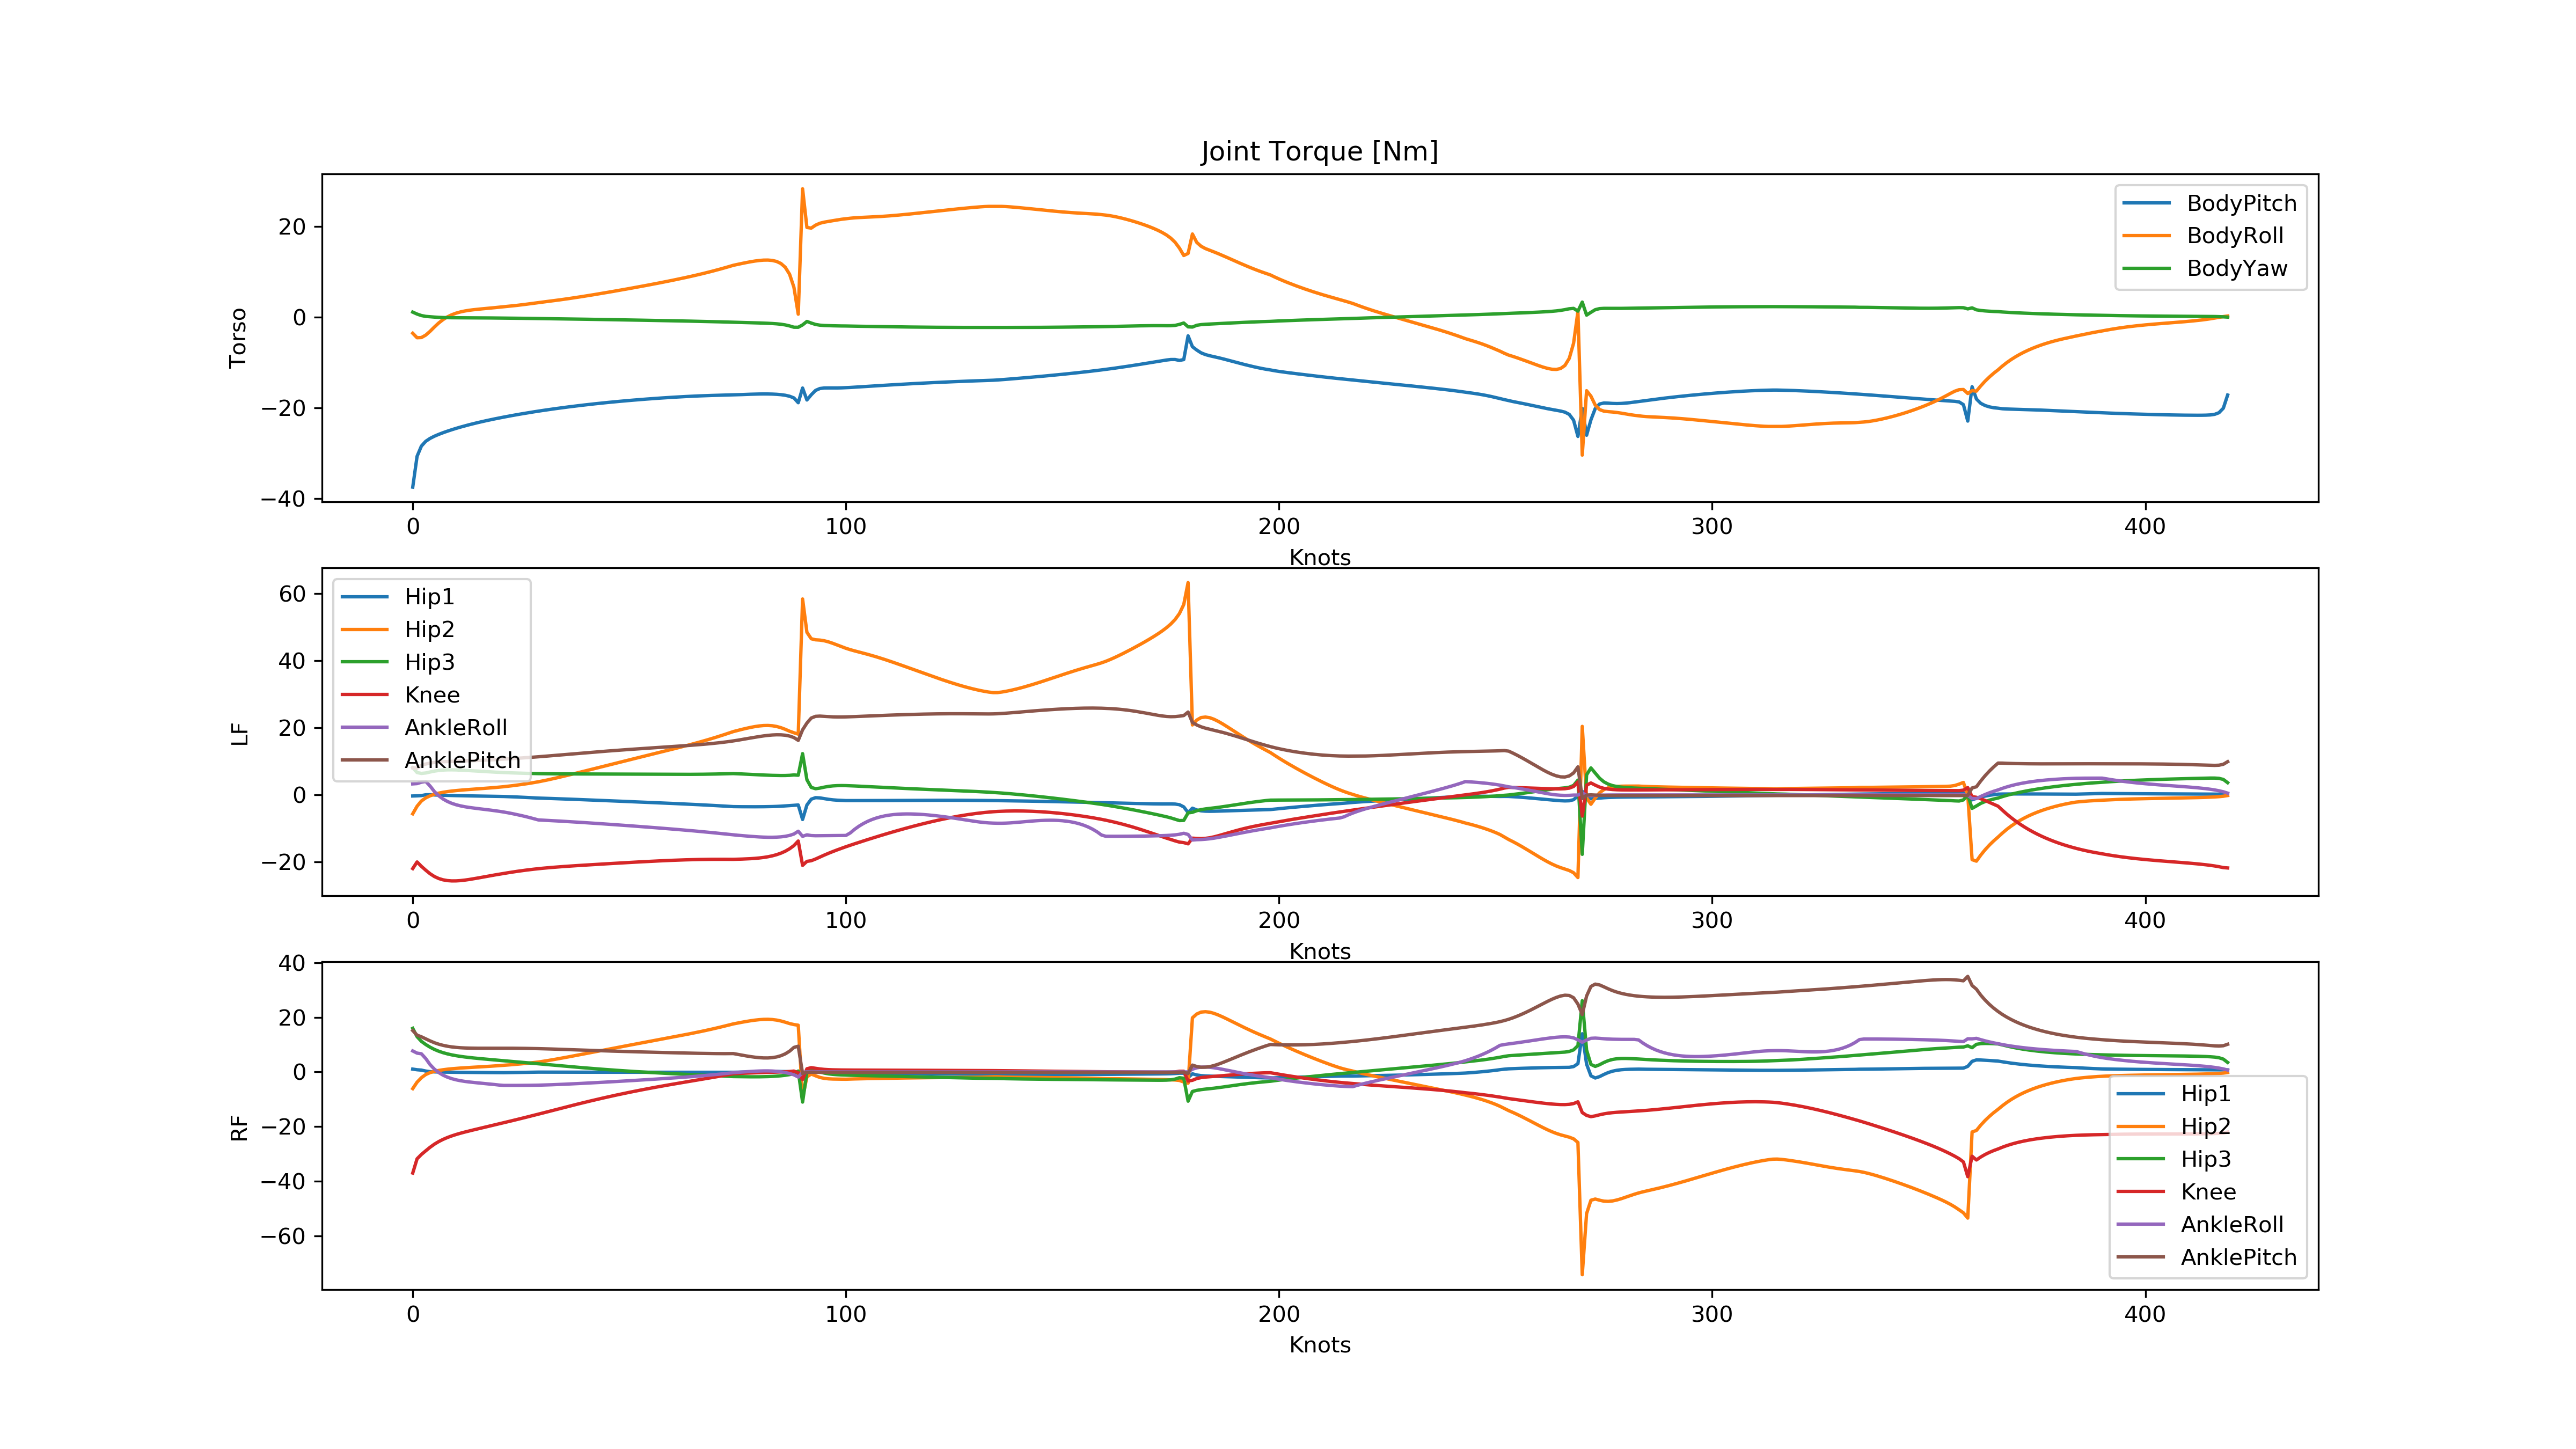 Joint Torque [Nm]
Torso
20
0
−20
−40
BodyPitch
BodyRoll
BodyYaw
0 100 200 300 400
Knots
LF
60
40
20
0
−20
Hip1
Hip2
Hip3
Knee
AnkleRoll
AnklePitch
0 100 200 300 400
Knots
RF
40
20
0
−20
−40
−60
Hip1
Hip2
Hip3
Knee
AnkleRoll
AnklePitch
0 100 200 300 400
Knots